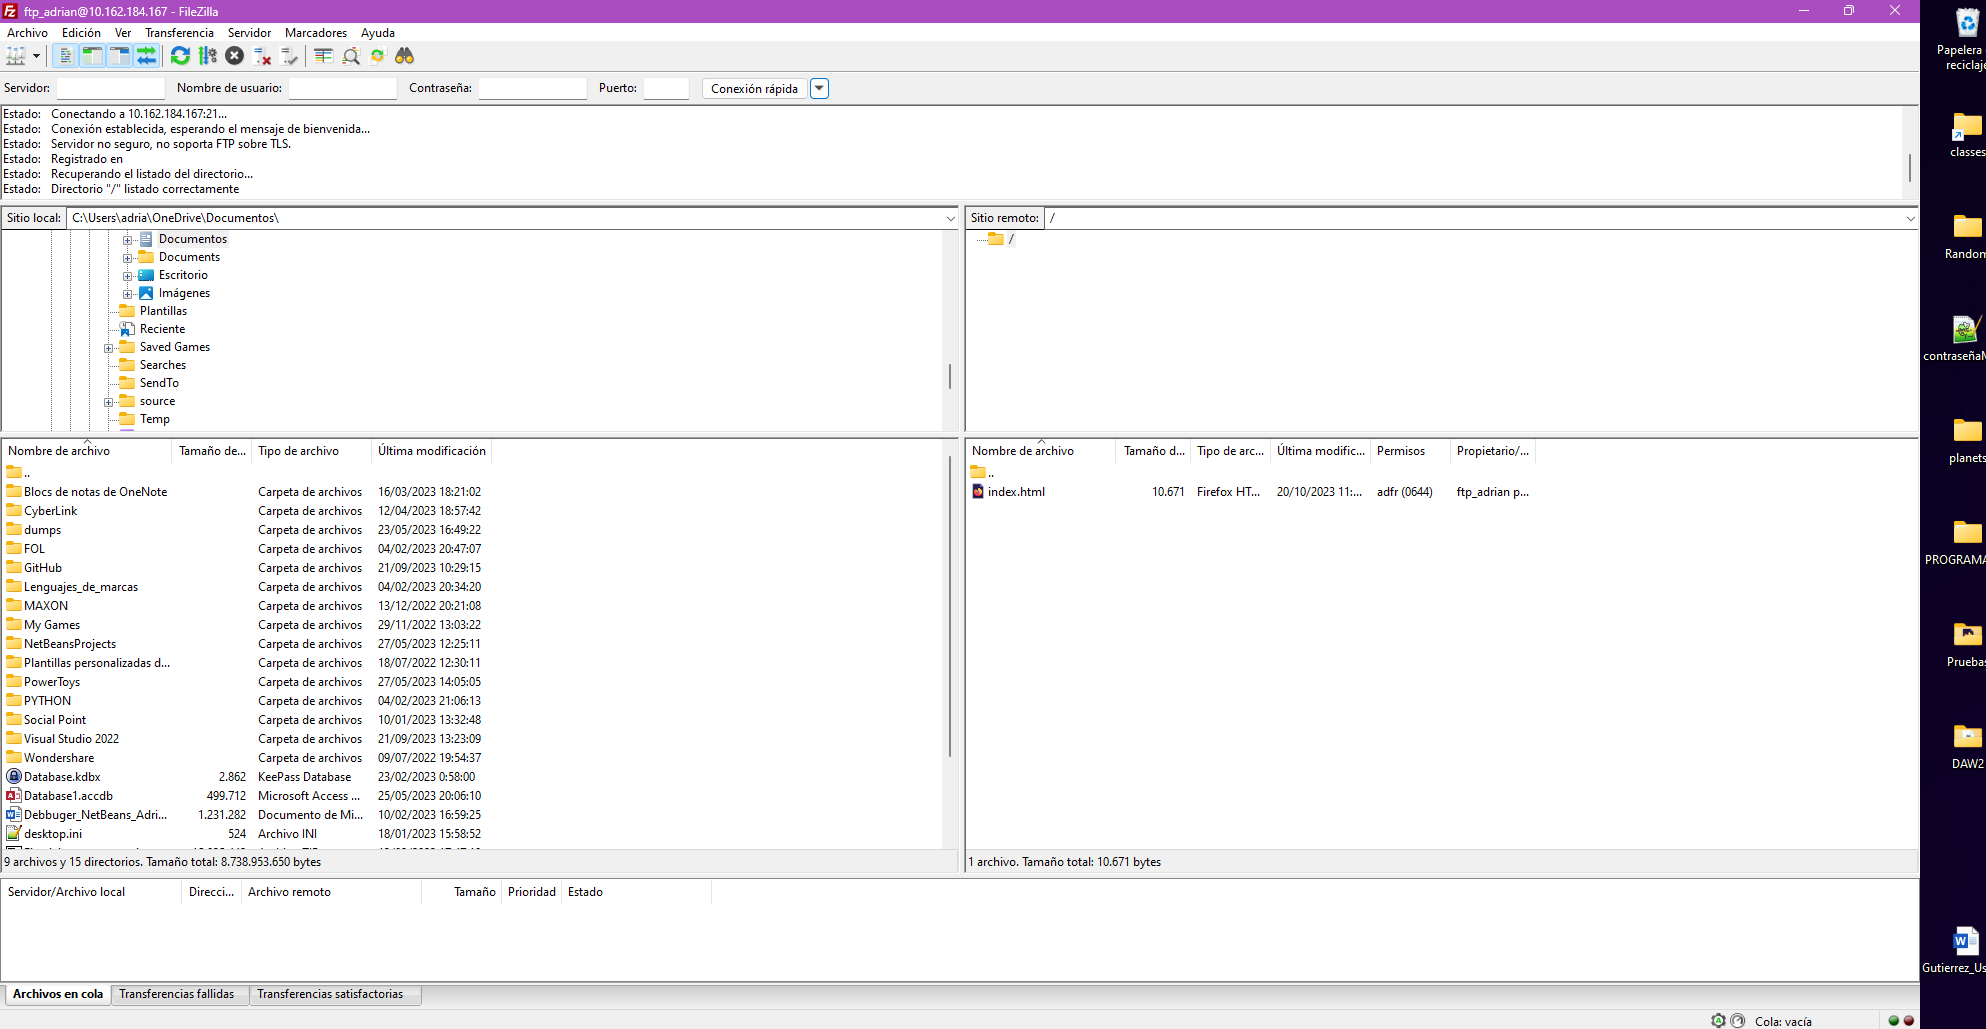 ftp_adrian@10.162.184.167 - FileZilla
Archivo Edición Ver Transferencia Servidor Marcadores Ayuda
Servidor: Nombre de usuario: Contraseña: Puerto: Conexión rápida
Estado: Conectando a 10.162.184.167:21...
Estado: Conexión establecida, esperando el mensaje de bienvenida...
Estado: Servidor no seguro, no soporta FTP sobre TLS.
Estado: Registrado en
Estado: Recuperando el listado del directorio...
Estado: Directorio "/" listado correctamente
Sitio local: C:\Users\adria\OneDrive\Documentos\
Documentos
Documents
Escritorio
Imágenes
Plantillas
Reciente
Saved Games
Searches
SendTo
source
Temp
Sitio remoto: /
/
Nombre de archivo Tamaño de... Tipo de archivo Última modificación
..
Blocs de notas de OneNote Carpeta de archivos 16/03/2023 18:21:02
CyberLink Carpeta de archivos 12/04/2023 18:57:42
dumps Carpeta de archivos 23/05/2023 16:49:22
FOL Carpeta de archivos 04/02/2023 20:47:07
GitHub Carpeta de archivos 21/09/2023 10:29:15
Lenguajes_de_marcas Carpeta de archivos 04/02/2023 20:34:20
MAXON Carpeta de archivos 13/12/2022 20:21:08
My Games Carpeta de archivos 29/11/2022 13:03:22
NetBeansProjects Carpeta de archivos 27/05/2023 12:25:11
Plantillas personalizadas d... Carpeta de archivos 18/07/2022 12:30:11
PowerToys Carpeta de archivos 27/05/2023 14:05:05
PYTHON Carpeta de archivos 04/02/2023 21:06:13
Social Point Carpeta de archivos 10/01/2023 13:32:48
Visual Studio 2022 Carpeta de archivos 21/09/2023 13:23:09
Wondershare Carpeta de archivos 09/07/2022 19:54:37
Database.kdbx 2.862 KeePass Database 23/02/2023 0:58:00
Database1.accdb 499.712 Microsoft Access ... 25/05/2023 20:06:10
Debbuger_NetBeans_Adri... 1.231.282 Documento de Mi... 10/02/2023 16:59:25
desktop.ini 524 Archivo INI 18/01/2023 15:58:52
9 archivos y 15 directorios. Tamaño total: 8.738.953.650 bytes
Nombre de archivo Tamaño d... Tipo de arc... Última modific... Permisos Propietario/...
..
index.html 10.671 Firefox HT... 20/10/2023 11:... adfr (0644) ftp_adrian p...
1 archivo. Tamaño total: 10.671 bytes
Servidor/Archivo local Direcci... Archivo remoto Tamaño Prioridad Estado
Archivos en cola Transferencias fallidas Transferencias satisfactorias
Cola: vacía
Papelera
reciclaje
classes
Random
contraseñaN
planets
PROGRAMA
Pruebas
DAW2
Gutierrez_Us